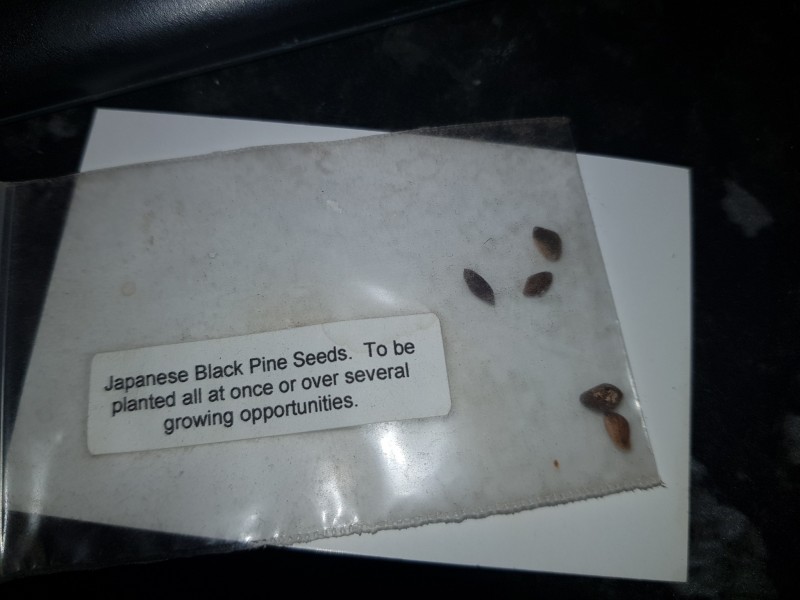 Japanese Black Pine Seeds. To be
planted all at once or over several
growing opportunities.